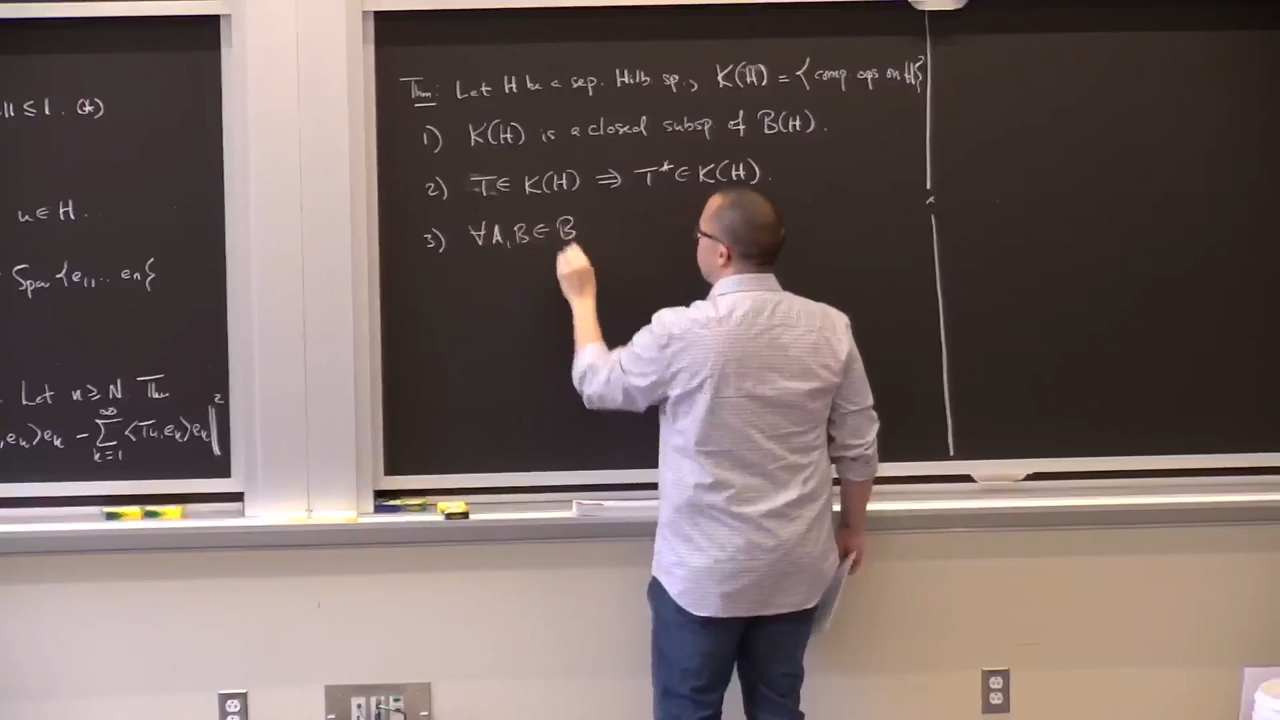 ll ≤ 1. (*)
u ∈ H.
Span {e₁, ... eₙ}
Let n ≥ N. Then
, eₖ⟩eₖ - ∑_{k=1}^{∞} ⟨Tu, eₖ⟩eₖ‖²
Thm: Let H be a sep. Hilb. sp., K(H) = {comp. ops on H}
1) K(H) is a closed subsp of B(H).
2) T ∈ K(H) ⇒ T* ∈ K(H).
3) ∀A, B ∈ B